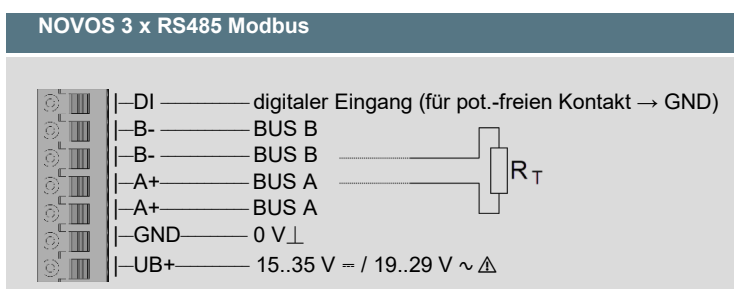 NOVOS 3 x RS485 Modbus
DI digitaler Eingang (für pot.-freien Kontakt → GND)
B- BUS B
B- BUS B
R T
A+ BUS A
A+ BUS A
GND 0 V⊥
UB+ 15..35 V ⎓ / 19..29 V ~ ⚠